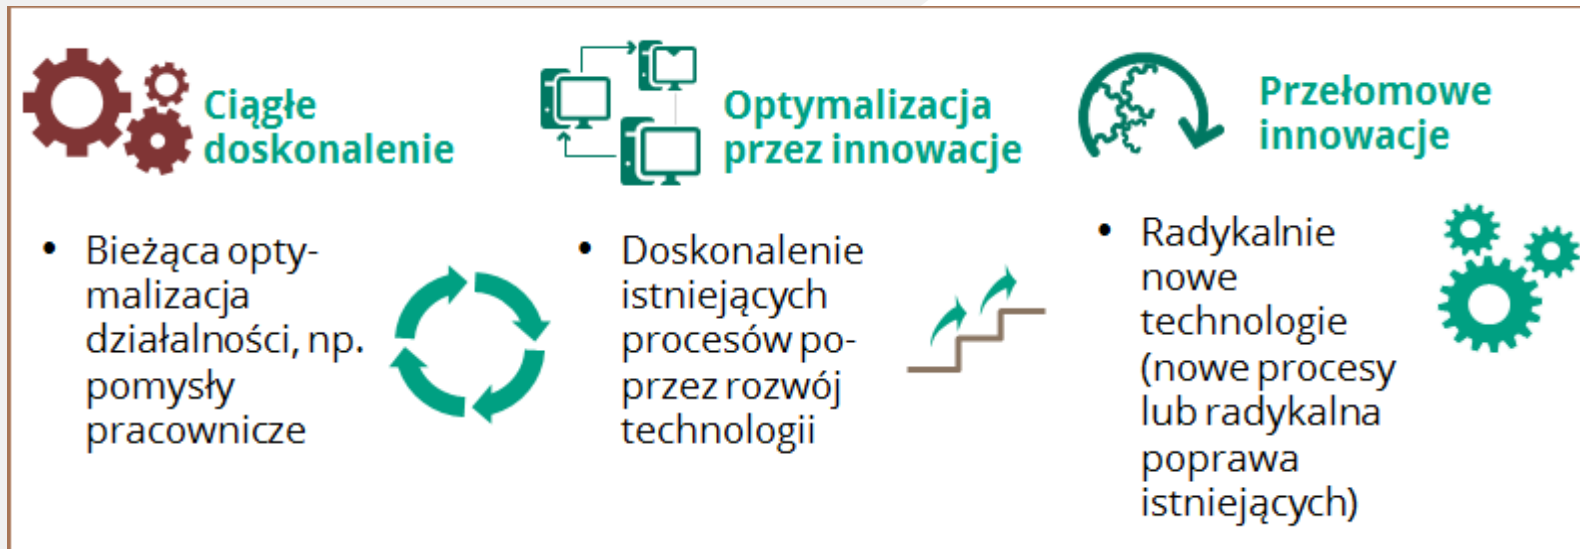 Ciągłe
doskonalenie
• Bieżąca opty-
malizacja
działalności, np.
pomysły
pracownicze
Optymalizacja
przez innowacje
• Doskonalenie
istniejących
procesów po-
przez rozwój
technologii
Przełomowe
innowacje
• Radykalnie
nowe
technologie
(nowe procesy
lub radykalna
poprawa
istniejących)